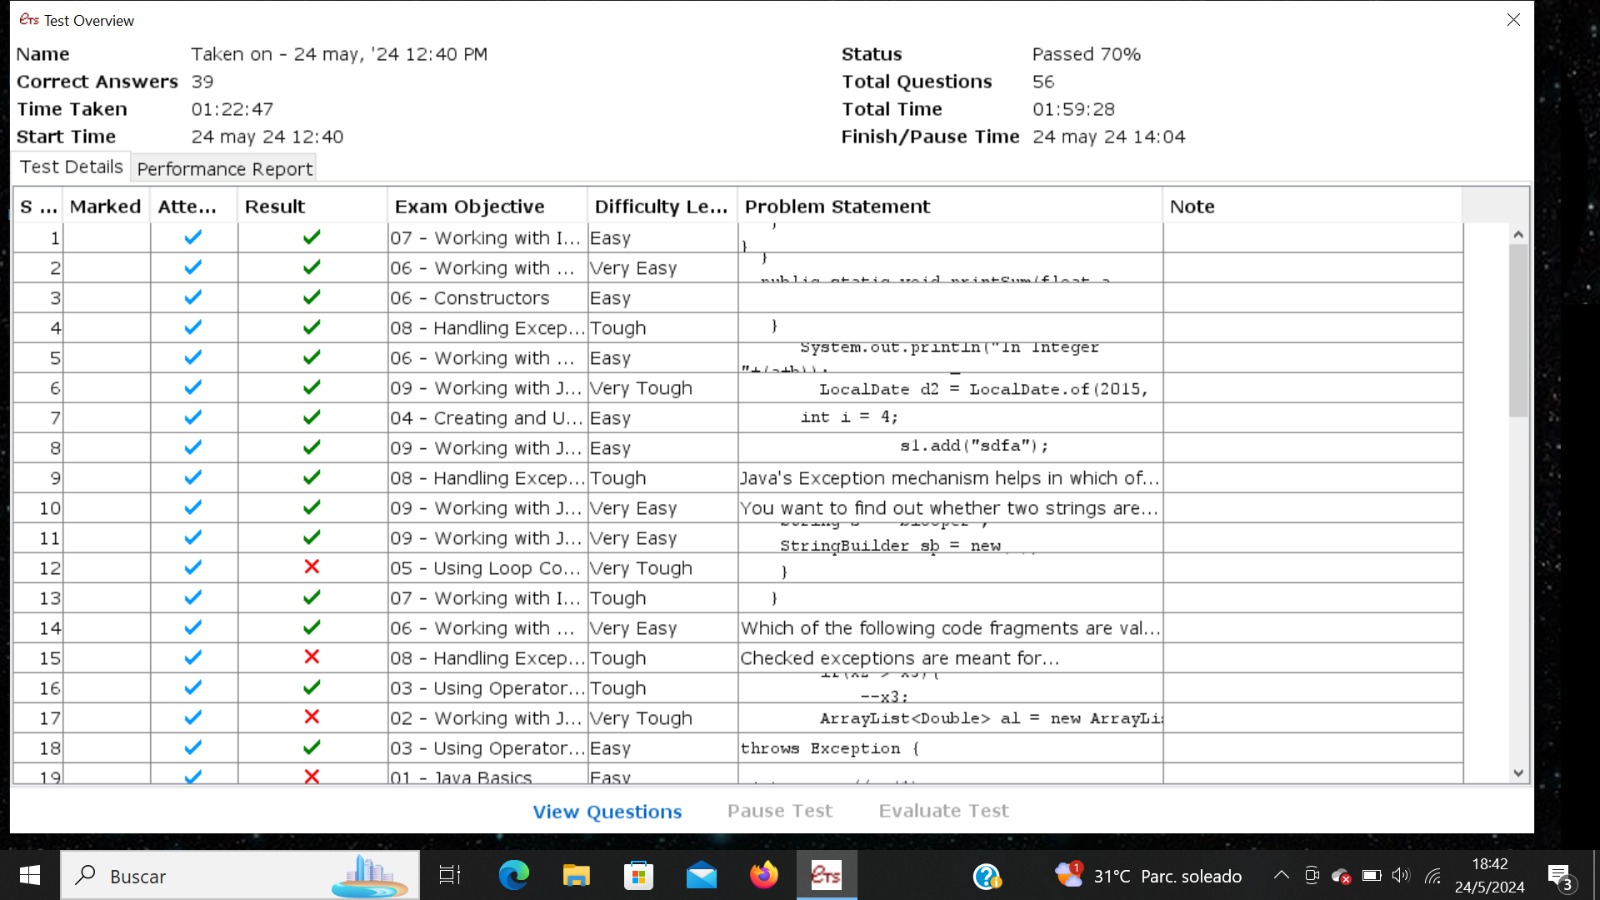 ETS Test Overview
Name Taken on - 24 may, '24 12:40 PM Status Passed 70%
Correct Answers 39 Total Questions 56
Time Taken 01:22:47 Total Time 01:59:28
Start Time 24 may 24 12:40 Finish/Pause Time 24 may 24 14:04
Test Details Performance Report
S ... Marked Atte... Result Exam Objective Difficulty Le... Problem Statement Note
1 07 - Working with I... Easy }
2 06 - Working with ... Very Easy } public static void printSum(float a
3 06 - Constructors Easy
4 08 - Handling Excep... Tough }
5 06 - Working with ... Easy System.out.println("In Integer "+(a+b));
6 09 - Working with J... Very Tough LocalDate d2 = LocalDate.of(2015,
7 04 - Creating and U... Easy int i = 4;
8 09 - Working with J... Easy s1.add("sdfa");
9 08 - Handling Excep... Tough Java's Exception mechanism helps in which of...
10 09 - Working with J... Very Easy You want to find out whether two strings are...
11 09 - Working with J... Very Easy StringBuilder sb = new
12 05 - Using Loop Co... Very Tough }
13 07 - Working with I... Tough }
14 06 - Working with ... Very Easy Which of the following code fragments are val...
15 08 - Handling Excep... Tough Checked exceptions are meant for...
16 03 - Using Operator... Tough --x3;
17 02 - Working with J... Very Tough ArrayList<Double> al = new ArrayLi
18 03 - Using Operator... Easy throws Exception {
19 01 - Java Basics Easy
View Questions Pause Test Evaluate Test
Buscar ETS 1 31°C Parc. soleado 18:42
24/5/2024 3